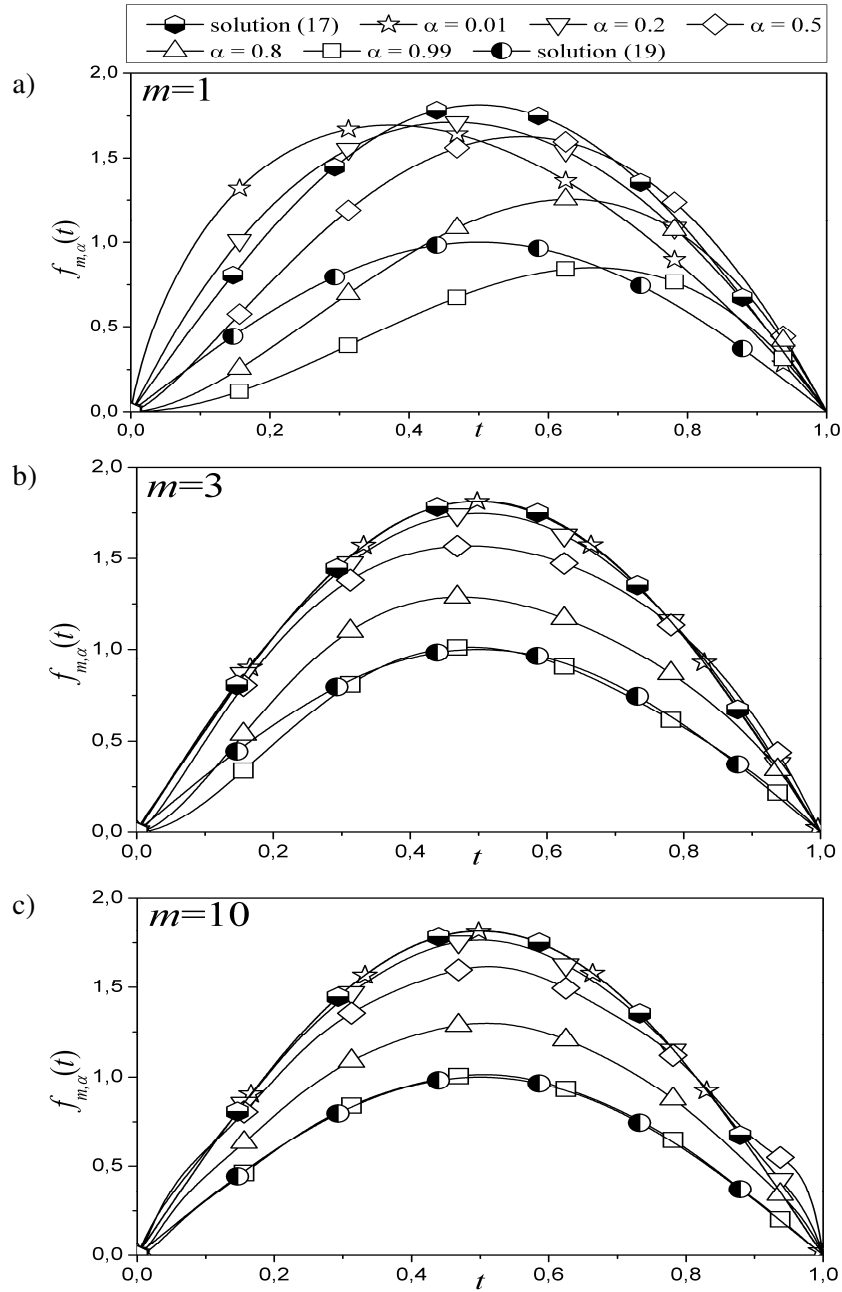 solution (17) α = 0.01 α = 0.2 α = 0.5
α = 0.8 α = 0.99 solution (19)
a)
m=1
2,0
1,5
1,0
0,5
0,0
fm,α(t)
0,0 0,2 0,4 0,6 0,8 1,0
t
b)
m=3
2,0
1,5
1,0
0,5
0,0
fm,α(t)
0,0 0,2 0,4 0,6 0,8 1,0
t
c)
m=10
2,0
1,5
1,0
0,5
0,0
fm,α(t)
0,0 0,2 0,4 0,6 0,8 1,0
t